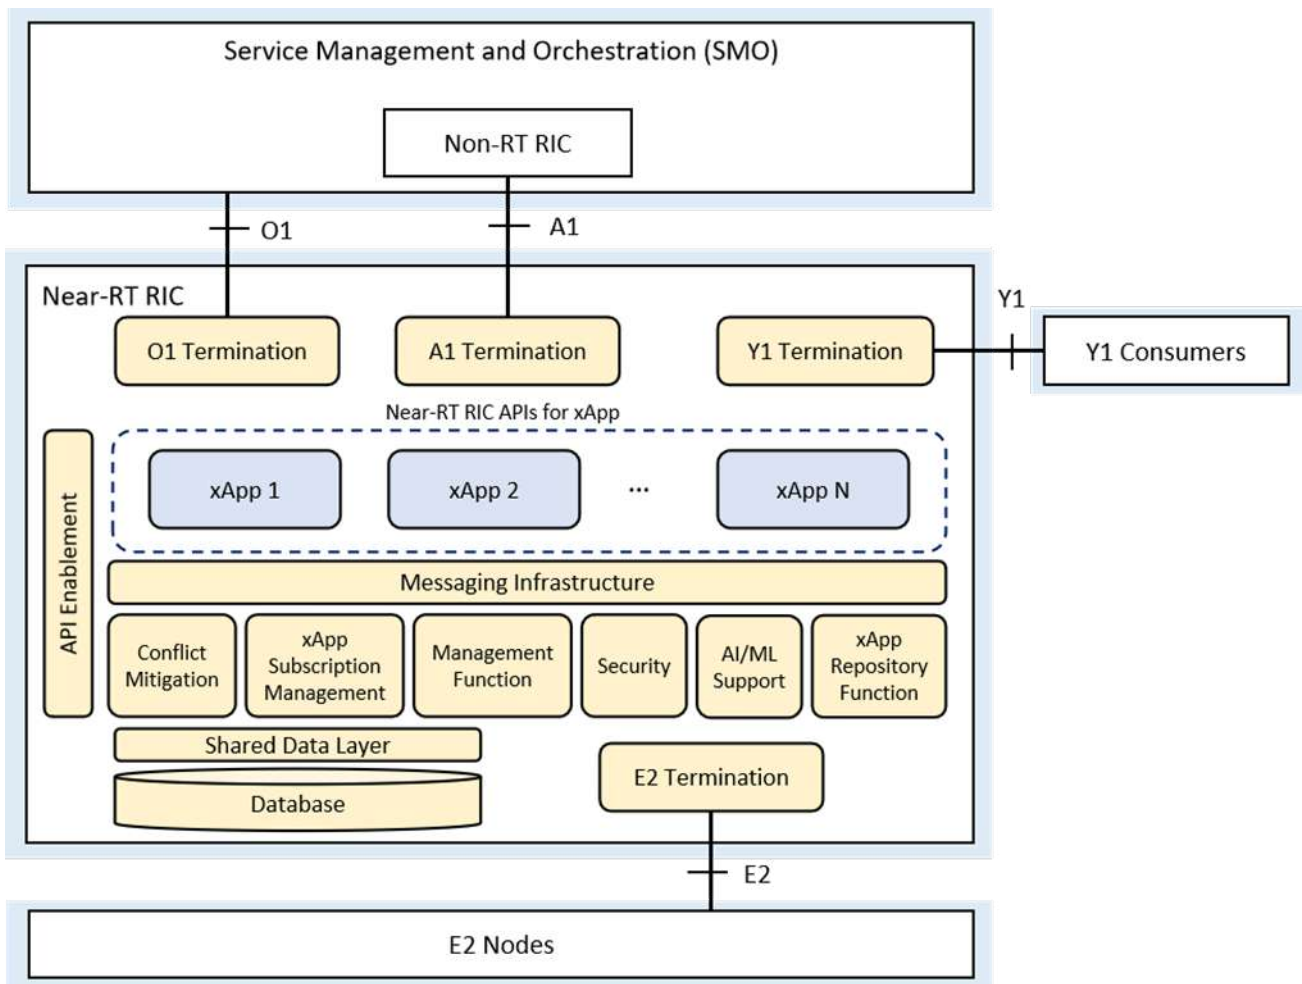 Service Management and Orchestration (SMO)
Non-RT RIC
O1
A1
Near-RT RIC
Y1
O1 Termination
A1 Termination
Y1 Termination
Y1 Consumers
Near-RT RIC APIs for xApp
API Enablement
xApp 1
xApp 2
...
xApp N
Messaging Infrastructure
Conflict
Mitigation
xApp
Subscription
Management
Management
Function
Security
AI/ML
Support
xApp
Repository
Function
Shared Data Layer
Database
E2 Termination
E2
E2 Nodes